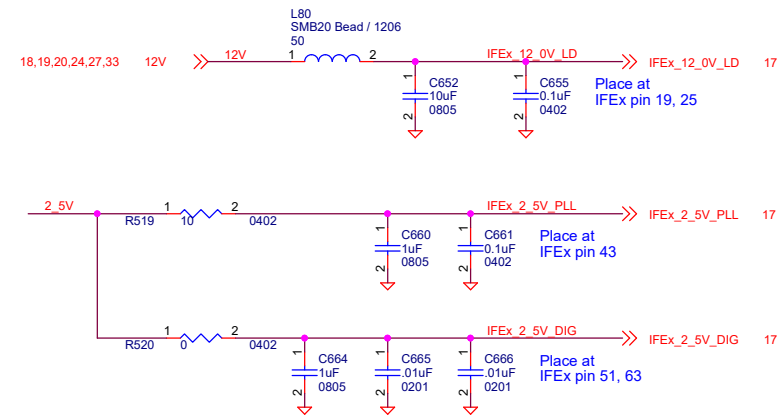 L80
SMB20 Bead / 1206
50
18,19,20,24,27,33 12V 12V 1 2 IFEx_12_0V_LD IFEx_12_0V_LD 17
1 2 C652
10uF
0805
1 2 C655
0.1uF
0402
Place at
IFEx pin 19, 25
2_5V R519 1 2 10 0402 IFEx_2_5V_PLL IFEx_2_5V_PLL 17
1 2 C660
1uF
0805
1 2 C661
0.1uF
0402
Place at
IFEx pin 43
R520 1 2 0 0402 IFEx_2_5V_DIG IFEx_2_5V_DIG 17
1 2 C664
1uF
0805
1 2 C665
.01uF
0201
1 2 C666
.01uF
0201
Place at
IFEx pin 51, 63